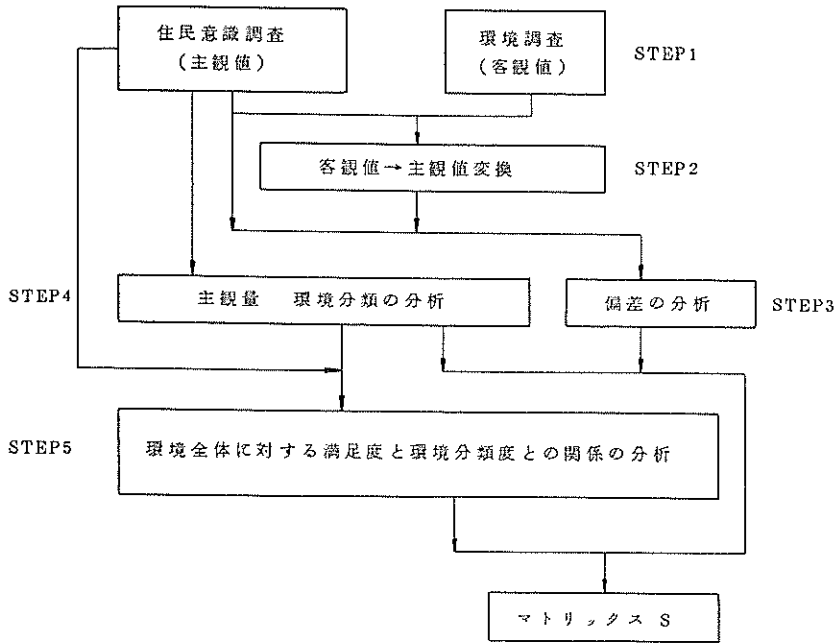 住民意識調査
(主観値)
環境調査
(客観値)
STEP1
客観値→主観値変換
STEP2
STEP4
主観量 環境分類の分析
偏差の分析
STEP3
STEP5
環境全体に対する満足度と環境分類度との関係の分析
マトリックス S